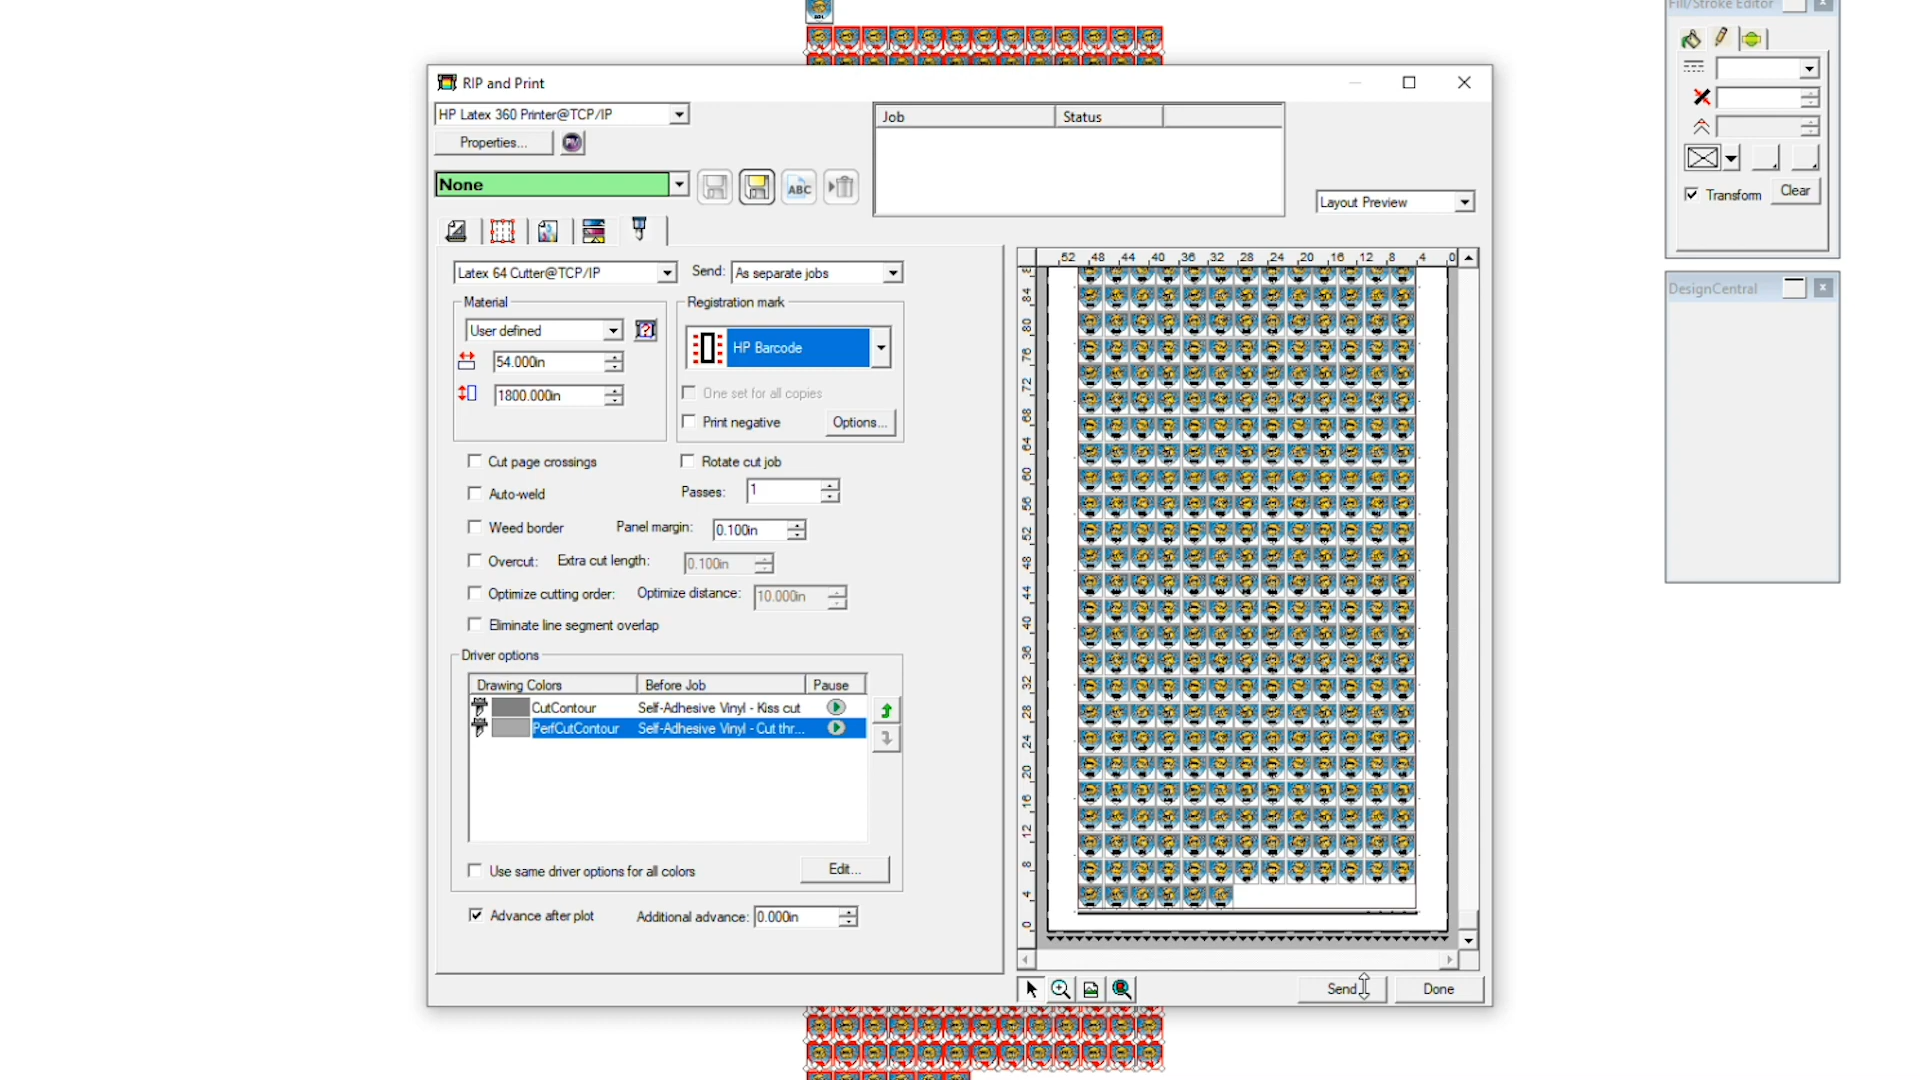 Fill/Stroke Editor
RIP and Print
HP Latex 360 Printer@TCP/IP
Job
Status
Properties...
None
ABC
Layout Preview
Transform
Clear
Latex 64 Cutter@TCP/IP
Send:
As separate jobs
52 48 44 40 36 32 28 24 20 16 12 8 4 0
Material
Registration mark
DesignCentral
User defined
HP Barcode
54.000in
One set for all copies
1800.000in
Print negative
Options...
Cut page crossings
Rotate cut job
Auto-weld
Passes:
1
Weed border
Panel margin:
0.100in
Overcut:
Extra cut length:
0.100in
Optimize cutting order:
Optimize distance:
10.000in
Eliminate line segment overlap
Driver options
Drawing Colors
Before Job
Pause
CutContour
Self-Adhesive Vinyl - Kiss cut
PerfCutContour
Self-Adhesive Vinyl - Cut thr...
Use same driver options for all colors
Edit...
Advance after plot
Additional advance:
0.000in
84
80
76
72
68
64
60
56
52
48
44
40
36
32
28
24
20
16
12
8
4
0
Send
Done